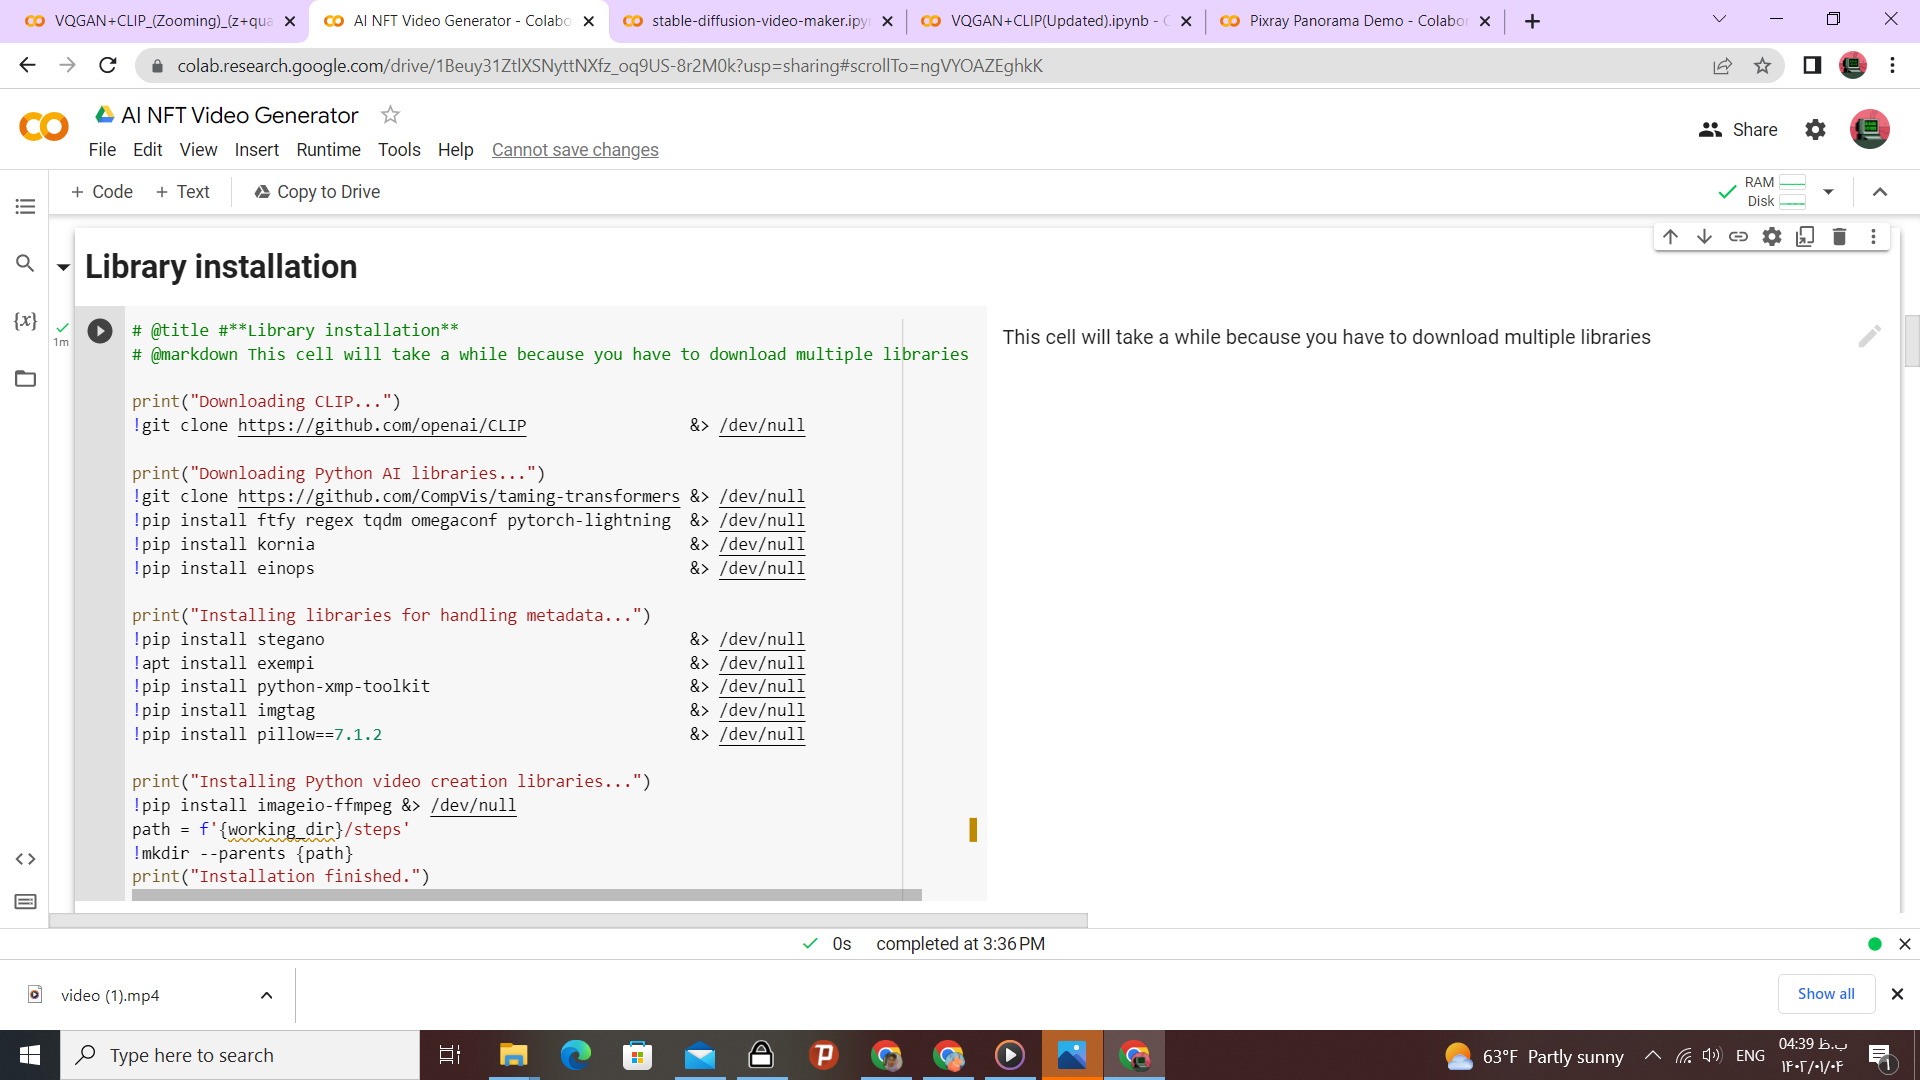 VQGAN+CLIP_(Zooming)_(z+qua
AI NFT Video Generator - Colabo
stable-diffusion-video-maker.ipy
VQGAN+CLIP(Updated).ipynb - C
Pixray Panorama Demo - Colabor
colab.research.google.com/drive/1Beuy31ZtlXSNyttNXfz_oq9US-8r2M0k?usp=sharing#scrollTo=ngVYOAZEghkK
AI NFT Video Generator
Share
File Edit View Insert Runtime Tools Help Cannot save changes
+ Code + Text Copy to Drive
RAM
Disk
Library installation
{x}
1m
# @title #**Library installation**
# @markdown This cell will take a while because you have to download multiple libraries
print("Downloading CLIP...")
!git clone https://github.com/openai/CLIP &> /dev/null
print("Downloading Python AI libraries...")
!git clone https://github.com/CompVis/taming-transformers &> /dev/null
!pip install ftfy regex tqdm omegaconf pytorch-lightning &> /dev/null
!pip install kornia &> /dev/null
!pip install einops &> /dev/null
print("Installing libraries for handling metadata...")
!pip install stegano &> /dev/null
!apt install exempi &> /dev/null
!pip install python-xmp-toolkit &> /dev/null
!pip install imgtag &> /dev/null
!pip install pillow==7.1.2 &> /dev/null
print("Installing Python video creation libraries...")
!pip install imageio-ffmpeg &> /dev/null
path = f'{working_dir}/steps'
!mkdir --parents {path}
print("Installation finished.")
This cell will take a while because you have to download multiple libraries
0s completed at 3:36 PM
video (1).mp4
Show all
Type here to search
63°F Partly sunny
ENG
04:39 ب.ظ
۱۴۰۲/۰۱/۰۴
۱